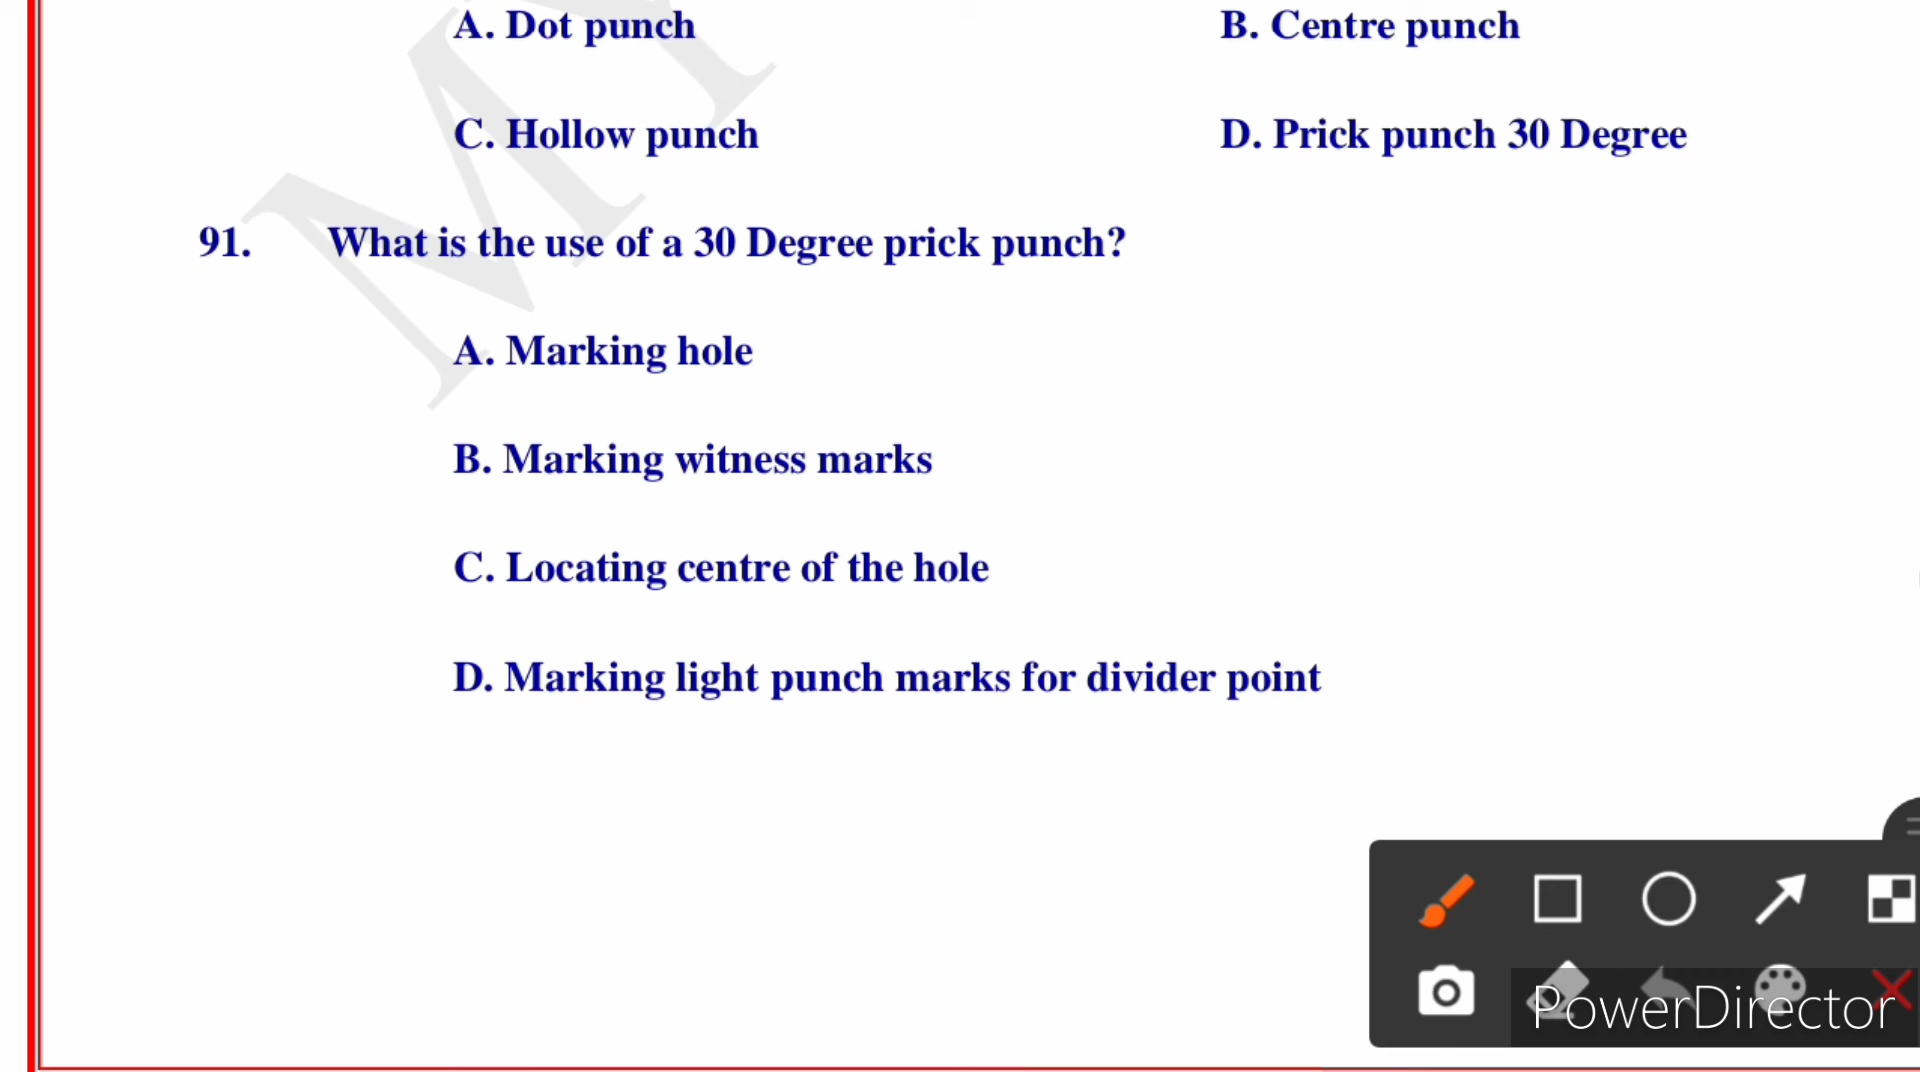 A. Dot punch
B. Centre punch
C. Hollow punch
D. Prick punch 30 Degree
91. What is the use of a 30 Degree prick punch?
A. Marking hole
B. Marking witness marks
C. Locating centre of the hole
D. Marking light punch marks for divider point
PowerDirector